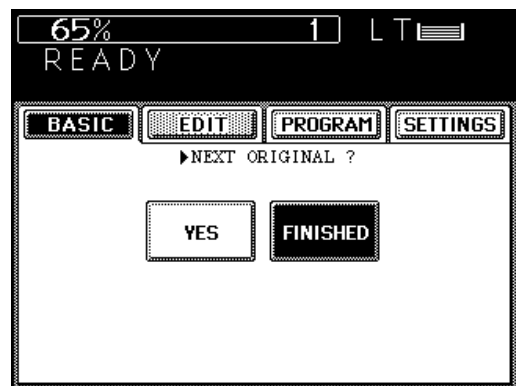 65% 1 LT
READY
BASIC EDIT PROGRAM SETTINGS
▶NEXT ORIGINAL ?
YES FINISHED